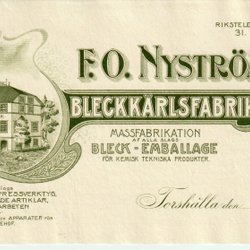 RIKSTELE
31.
F. O. NYSTRÖ
BLECKKÄRLSFABRIK
MASSFABRIKATION
AF ALLA SLAGS
BLECK-EMBALLAGE
FÖR KEMISK TEKNISKA PRODUKTER.
PRESSVERKTYG,
DE ARTIKLAR,
ARBETEN
APPARATER FÖR
EHOF.
Torshälla den